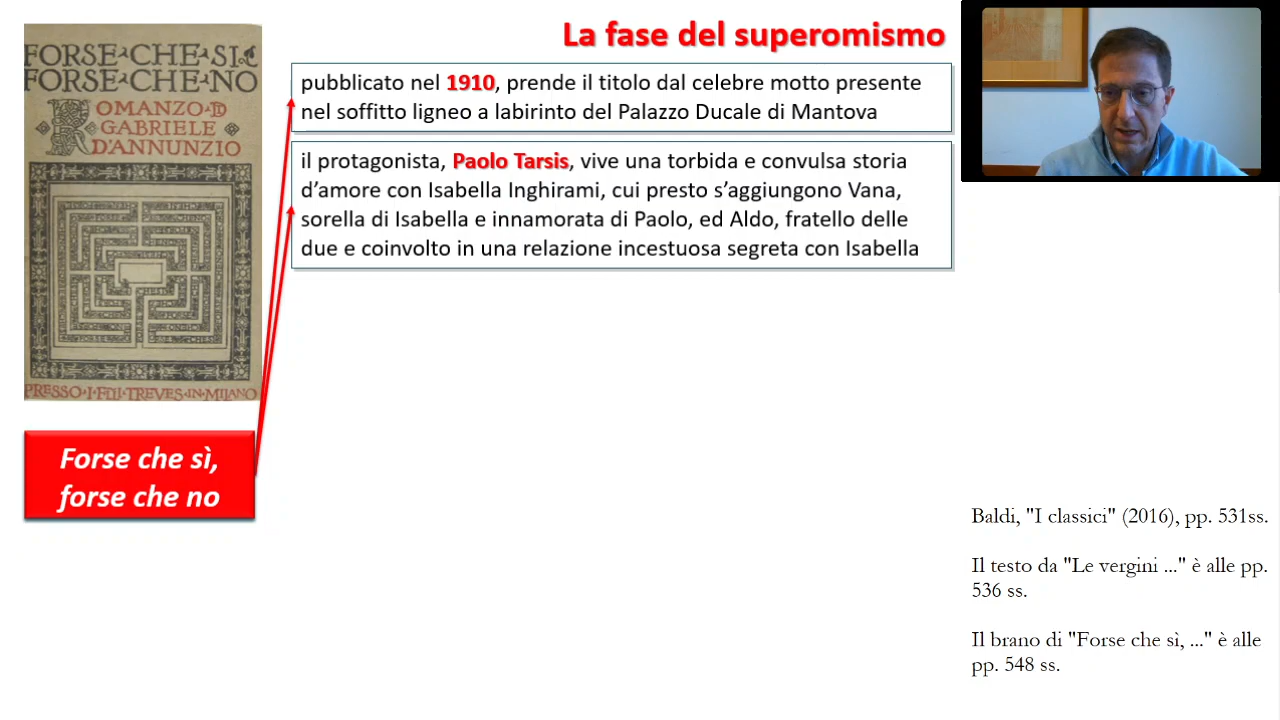 La fase del superomismo
FORSE CHE SI
FORSE CHE NO
ROMANZO DI
GABRIELE
D'ANNUNZIO
PRESSO I F.LLI TREVES IN MILANO
pubblicato nel 1910, prende il titolo dal celebre motto presente
nel soffitto ligneo a labirinto del Palazzo Ducale di Mantova
il protagonista, Paolo Tarsis, vive una torbida e convulsa storia
d’amore con Isabella Inghirami, cui presto s’aggiungono Vana,
sorella di Isabella e innamorata di Paolo, ed Aldo, fratello delle
due e coinvolto in una relazione incestuosa segreta con Isabella
Forse che sì,
forse che no
Baldi, "I classici" (2016), pp. 531ss.
Il testo da "Le vergini ..." è alle pp.
536 ss.
Il brano di "Forse che sì, ..." è alle
pp. 548 ss.